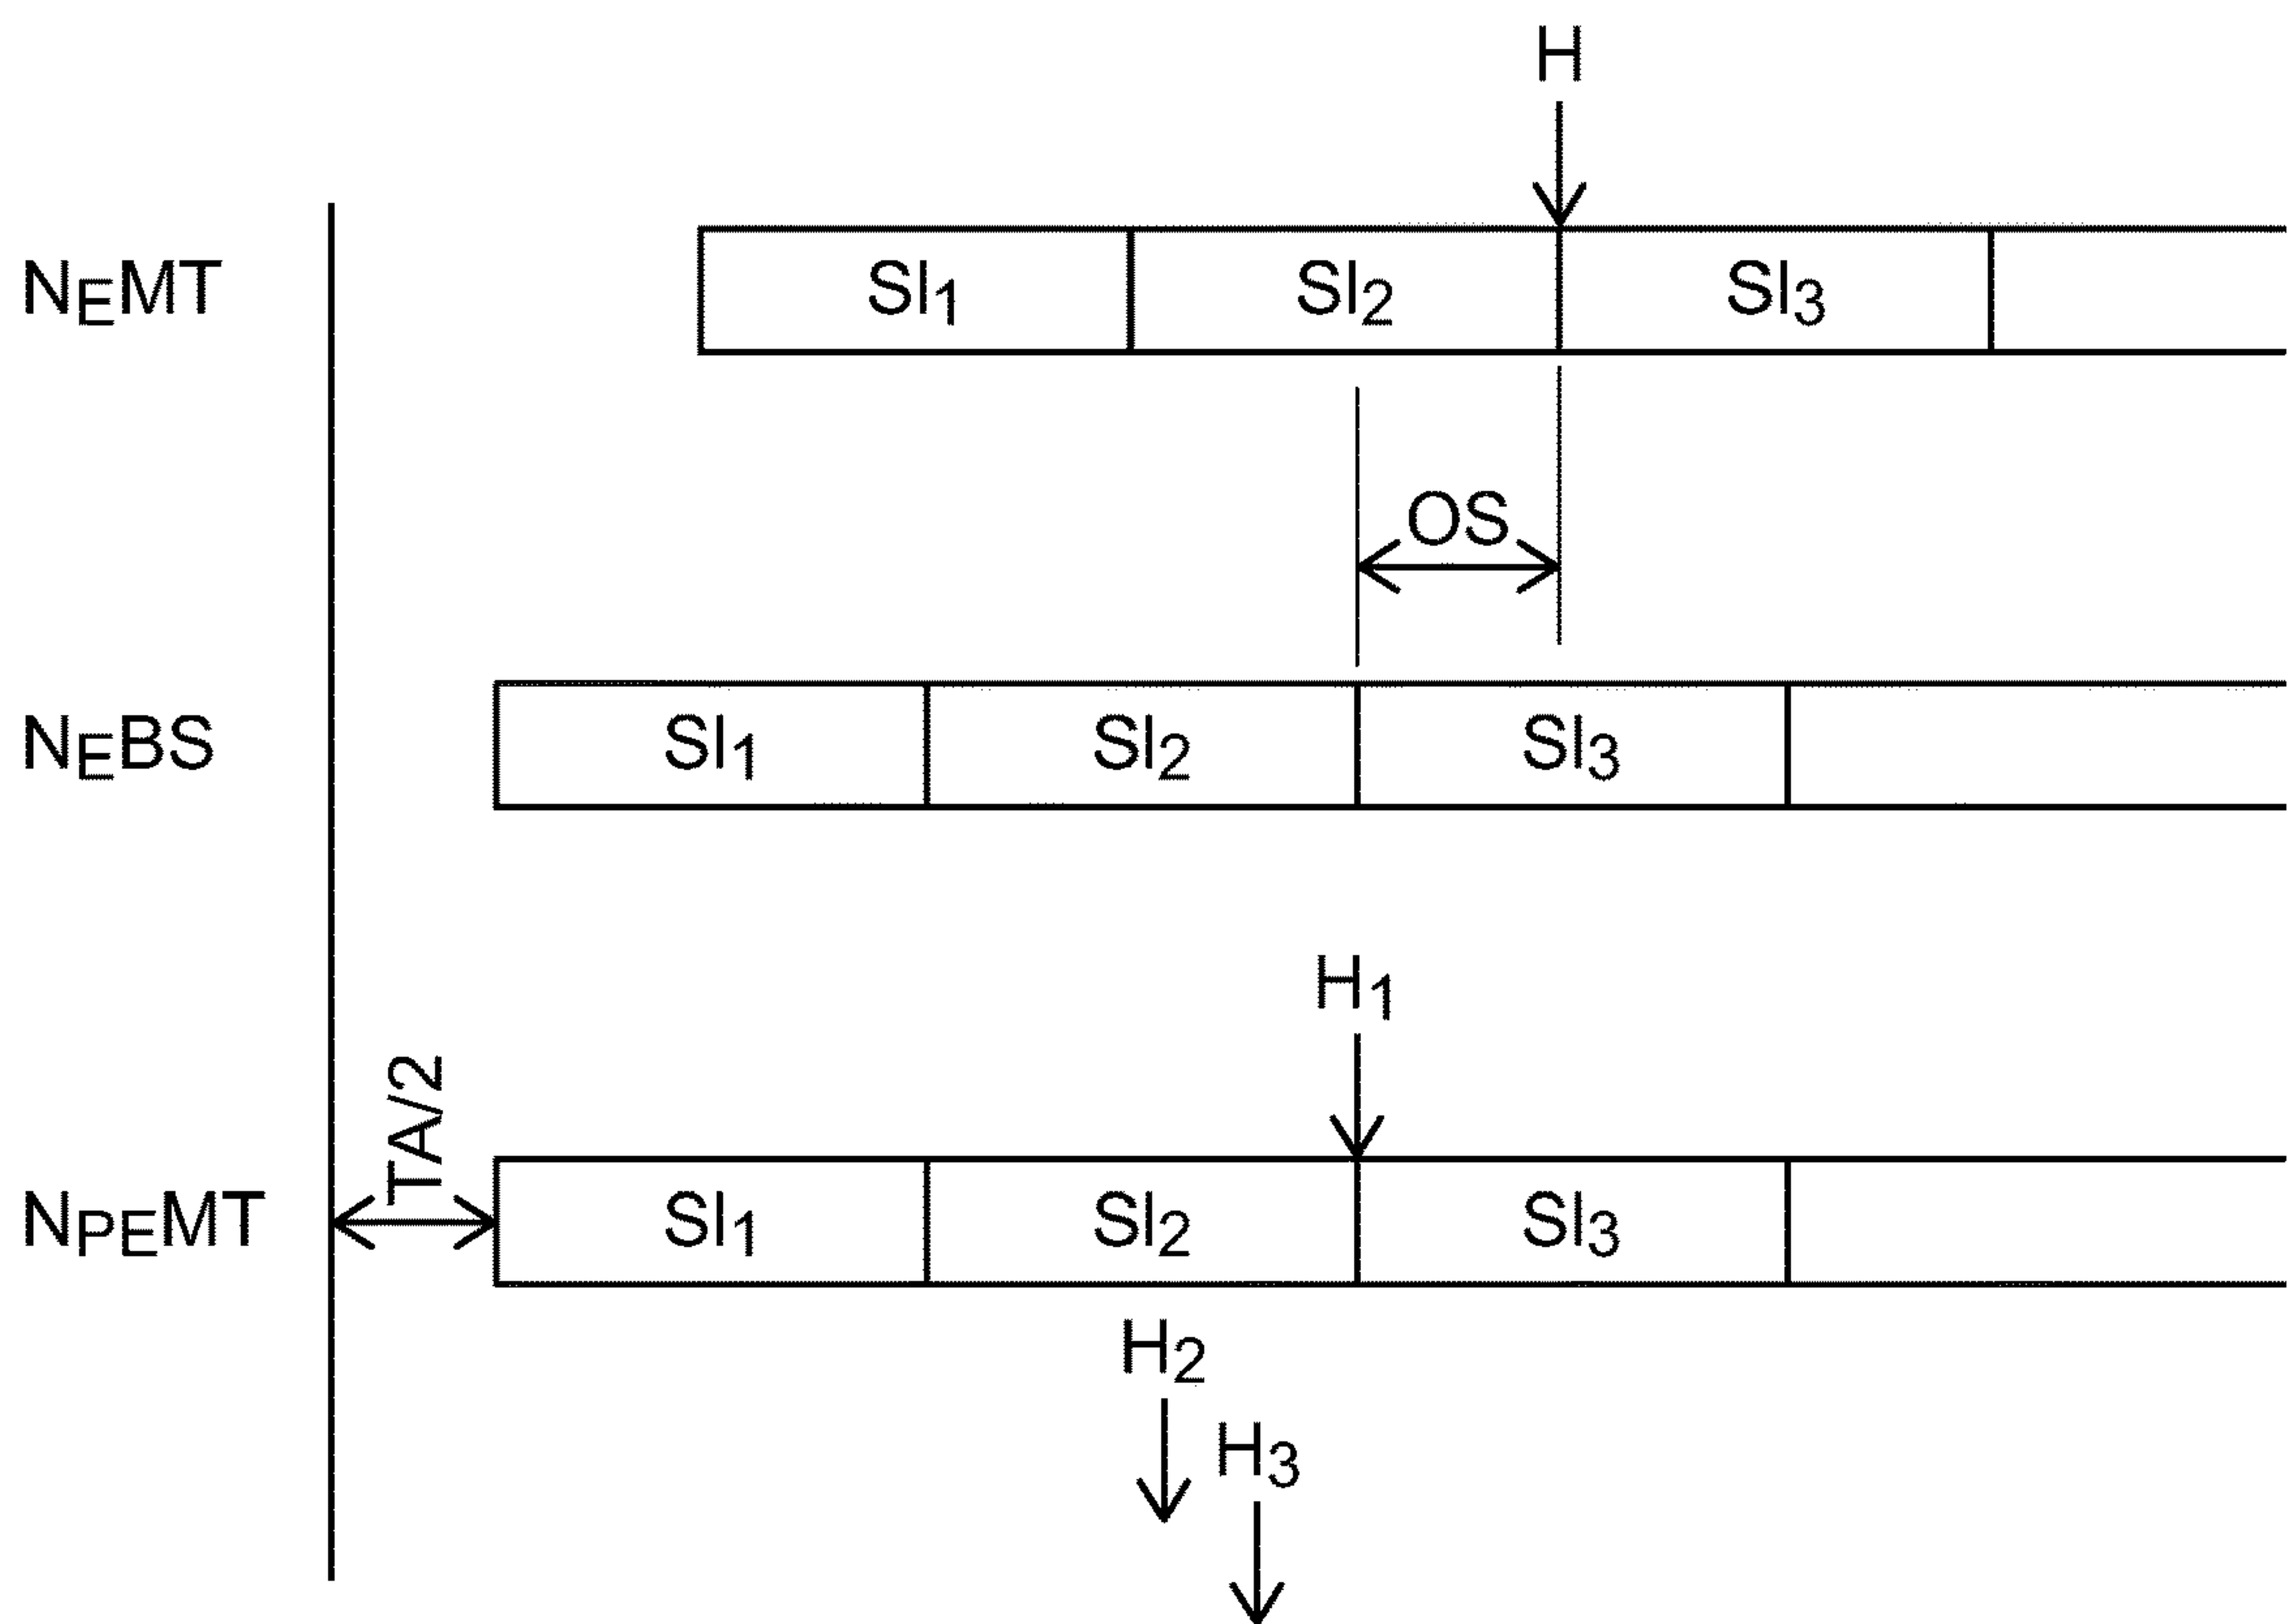 H
NEMT Sl1 Sl2 Sl3
OS
NEBS Sl1 Sl2 Sl3
H1
TA/2
NPEMT Sl1 Sl2 Sl3
H2
H3